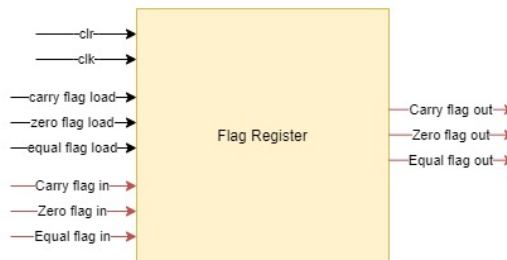 clr
clk
carry flag load
zero flag load
equal flag load
Carry flag in
Zero flag in
Equal flag in
Flag Register
Carry flag out
Zero flag out
Equal flag out